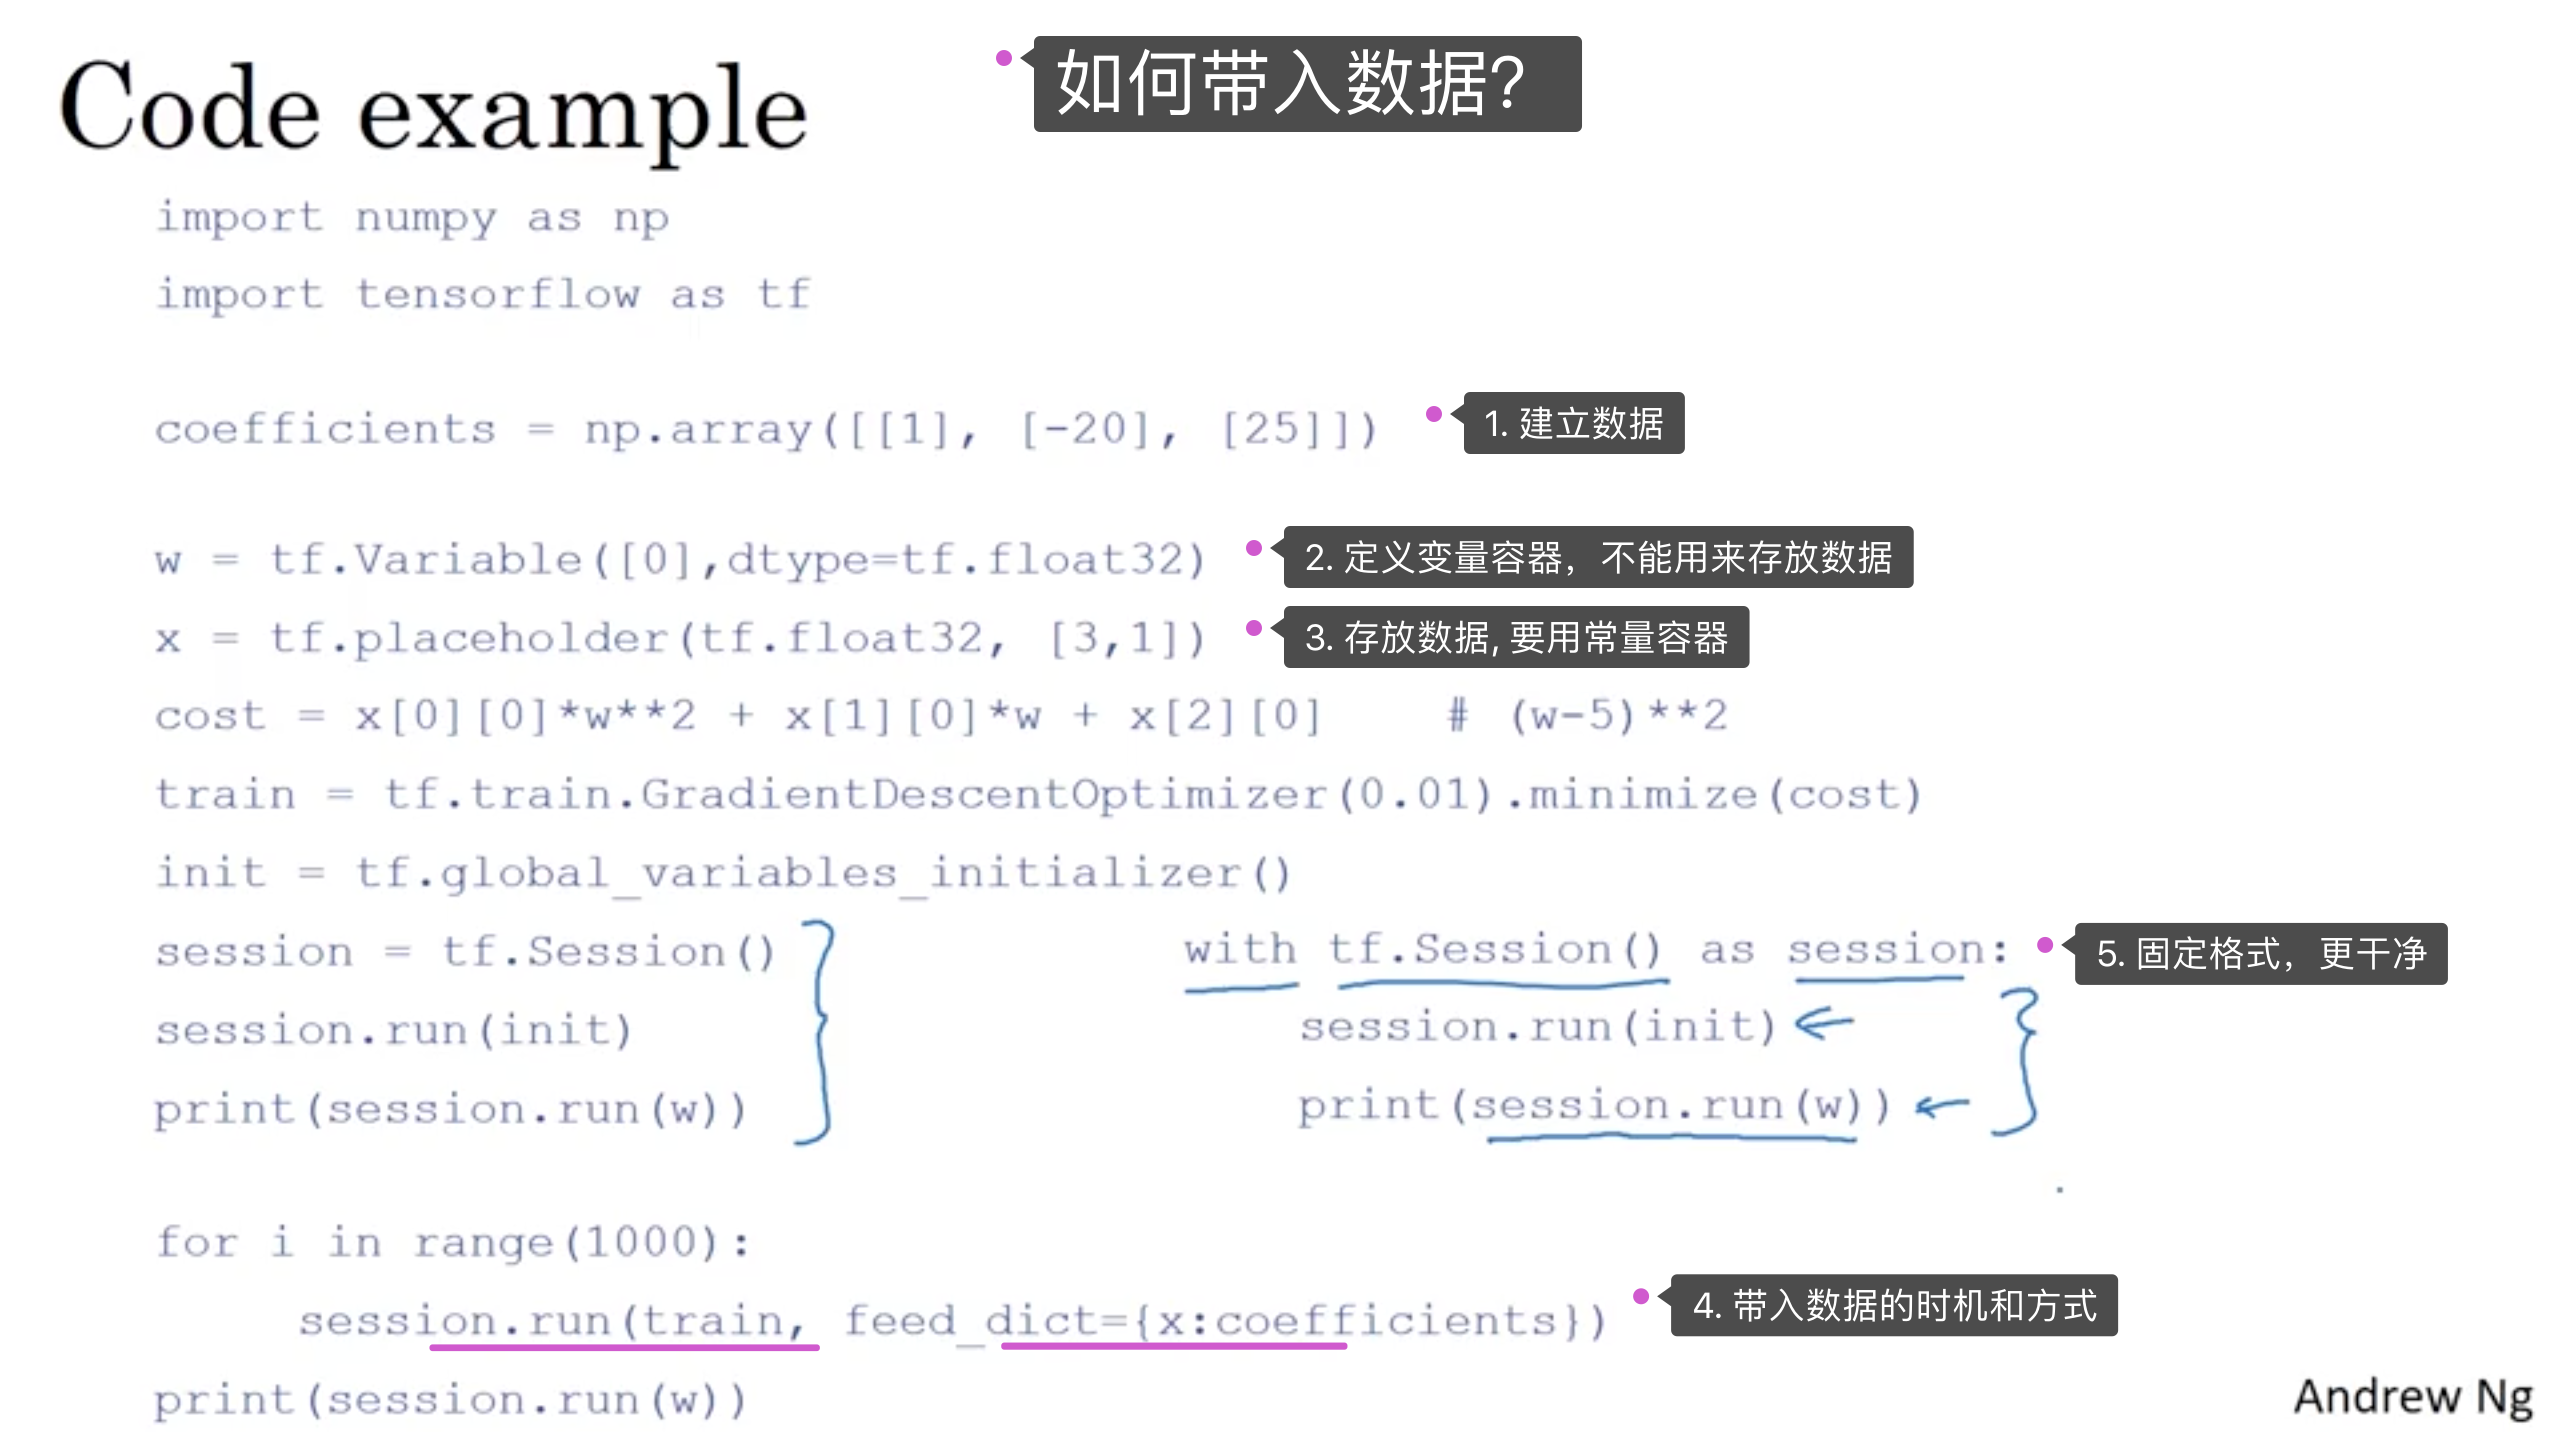 Code example
如何带入数据？
import numpy as np
import tensorflow as tf
coefficients = np.array([[1], [-20], [25]])
1. 建立数据
w = tf.Variable([0],dtype=tf.float32)
2. 定义变量容器，不能用来存放数据
x = tf.placeholder(tf.float32, [3,1])
3. 存放数据, 要用常量容器
cost = x[0][0]*w**2 + x[1][0]*w + x[2][0]    # (w-5)**2
train = tf.train.GradientDescentOptimizer(0.01).minimize(cost)
init = tf.global_variables_initializer()
session = tf.Session()
session.run(init)
print(session.run(w))
with tf.Session() as session:
5. 固定格式，更干净
session.run(init)
print(session.run(w))
for i in range(1000):
session.run(train, feed_dict={x:coefficients})
4. 带入数据的时机和方式
print(session.run(w))
Andrew Ng